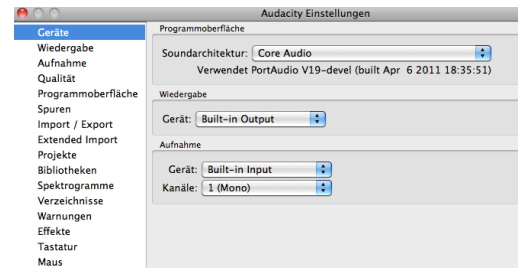 Audacity Einstellungen
Geräte
Wiedergabe
Aufnahme
Qualität
Programmoberfläche
Spuren
Import / Export
Extended Import
Projekte
Bibliotheken
Spektrogramme
Verzeichnisse
Warnungen
Effekte
Tastatur
Maus
Programmoberfläche
Soundarchitektur: Core Audio
Verwendet PortAudio V19-devel (built Apr 6 2011 18:35:51)
Wiedergabe
Gerät: Built-in Output
Aufnahme
Gerät: Built-in Input
Kanäle: 1 (Mono)